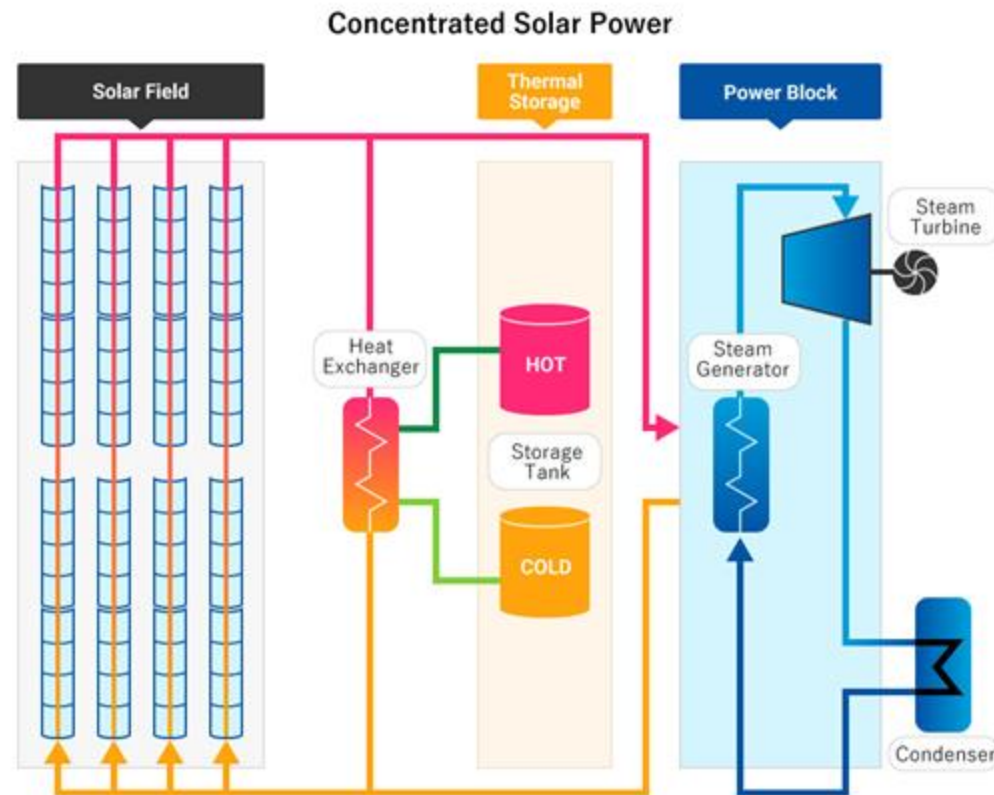 Concentrated Solar Power
Solar Field
Thermal
Storage
Power Block
Steam
Turbine
Heat
Exchanger
HOT
Steam
Generator
Storage
Tank
COLD
Condenser